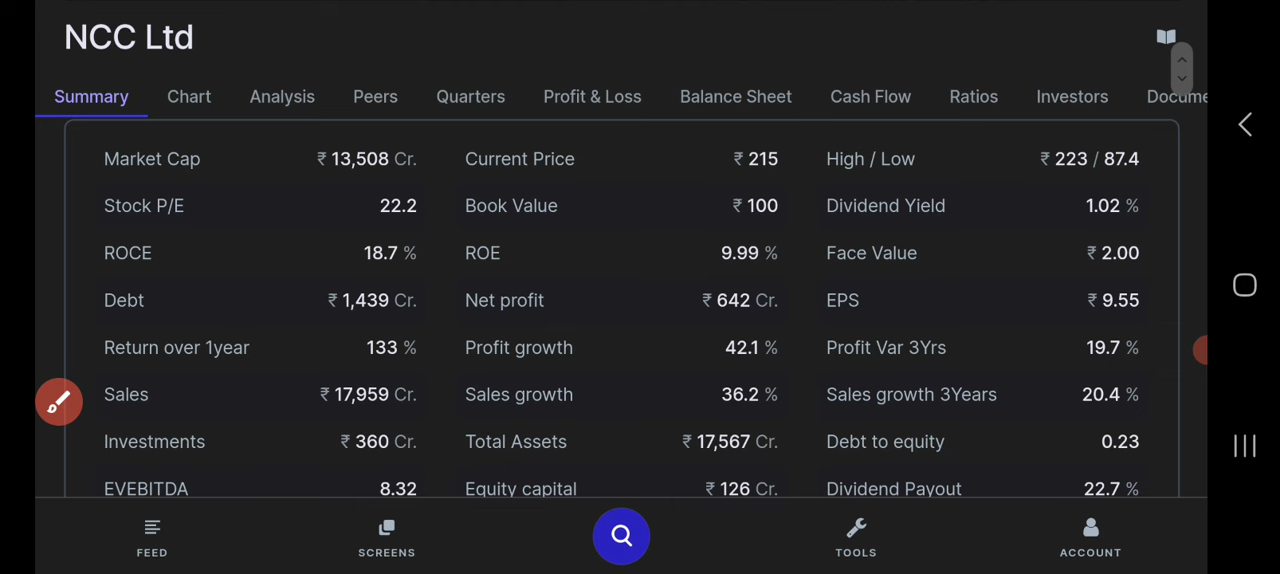 NCC Ltd
Summary Chart Analysis Peers Quarters Profit & Loss Balance Sheet Cash Flow Ratios Investors Docume
Market Cap ₹ 13,508 Cr. Current Price ₹ 215 High / Low ₹ 223 / 87.4
Stock P/E 22.2 Book Value ₹ 100 Dividend Yield 1.02 %
ROCE 18.7 % ROE 9.99 % Face Value ₹ 2.00
Debt ₹ 1,439 Cr. Net profit ₹ 642 Cr. EPS ₹ 9.55
Return over 1year 133 % Profit growth 42.1 % Profit Var 3Yrs 19.7 %
Sales ₹ 17,959 Cr. Sales growth 36.2 % Sales growth 3Years 20.4 %
Investments ₹ 360 Cr. Total Assets ₹ 17,567 Cr. Debt to equity 0.23
EVEBITDA 8.32 Equity capital ₹ 126 Cr. Dividend Payout 22.7 %
FEED SCREENS TOOLS ACCOUNT